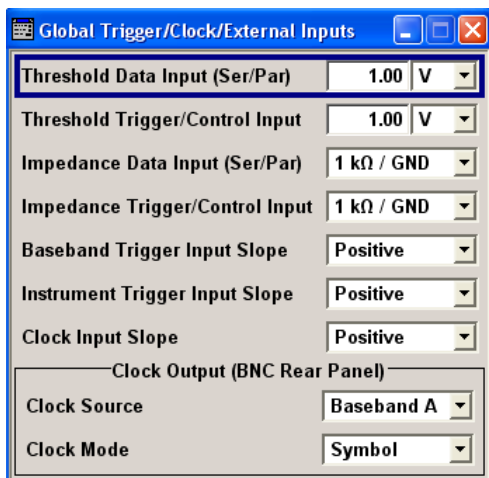 Global Trigger/Clock/External Inputs
Threshold Data Input (Ser/Par) 1.00 V
Threshold Trigger/Control Input 1.00 V
Impedance Data Input (Ser/Par) 1 kΩ / GND
Impedance Trigger/Control Input 1 kΩ / GND
Baseband Trigger Input Slope Positive
Instrument Trigger Input Slope Positive
Clock Input Slope Positive
Clock Output (BNC Rear Panel)
Clock Source Baseband A
Clock Mode Symbol